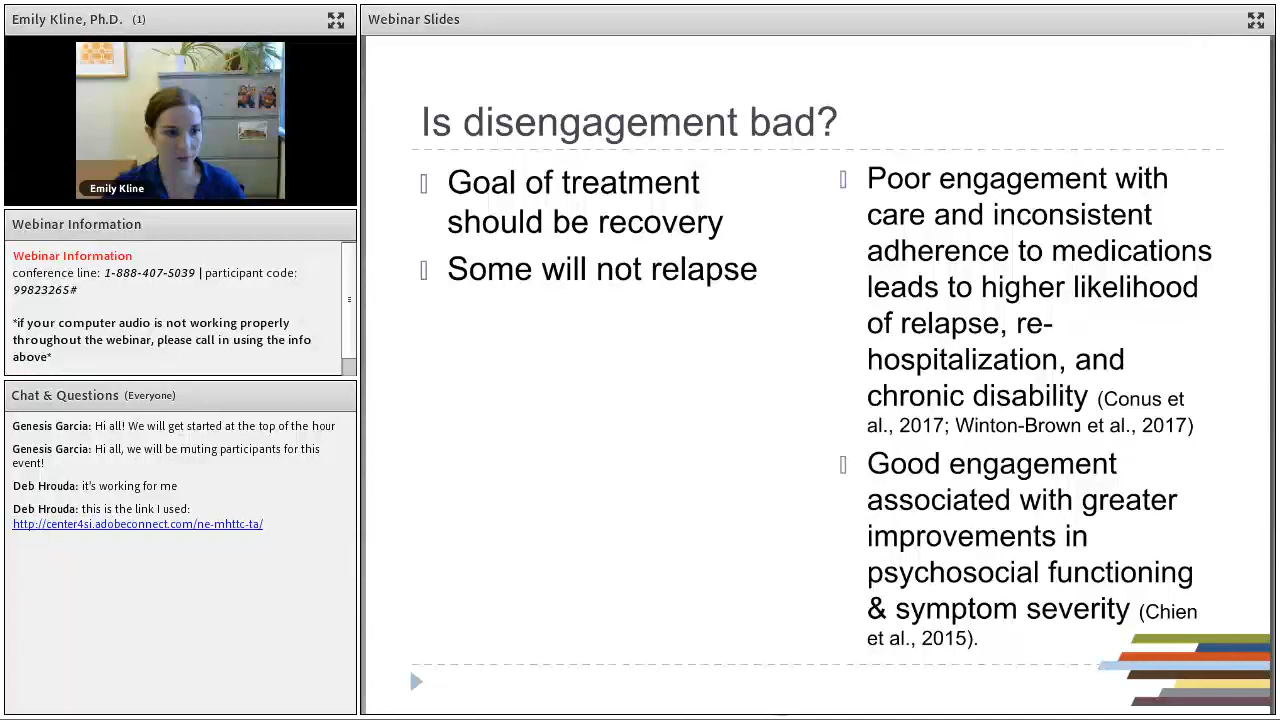 Emily Kline, Ph.D. (1)
Emily Kline
Webinar Information
Webinar Information
conference line: 1-888-407-5039 | participant code:
99823265#
*if your computer audio is not working properly
throughout the webinar, please call in using the info
above*
Chat & Questions (Everyone)
Genesis Garcia: Hi all! We will get started at the top of the hour
Genesis Garcia: Hi all, we will be muting participants for this
event!
Deb Hrouda: it's working for me
Deb Hrouda: this is the link I used:
http://center4si.adobeconnect.com/ne-mhttc-ta/
Webinar Slides
Is disengagement bad?
Goal of treatment
should be recovery
Some will not relapse
Poor engagement with
care and inconsistent
adherence to medications
leads to higher likelihood
of relapse, re-
hospitalization, and
chronic disability (Conus et
al., 2017; Winton-Brown et al., 2017)
Good engagement
associated with greater
improvements in
psychosocial functioning
& symptom severity (Chien
et al., 2015).